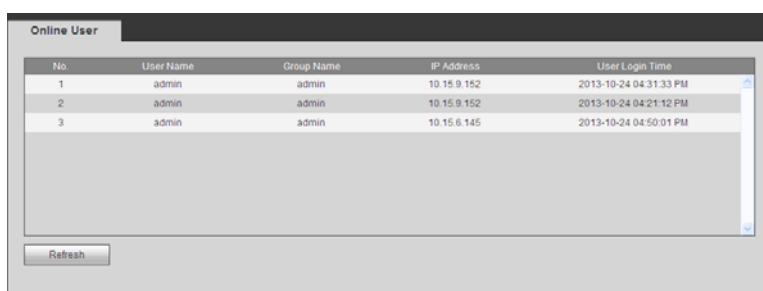 Online User
No. User Name Group Name IP Address User Login Time
1 admin admin 10.15.9.152 2013-10-24 04:31:33 PM
2 admin admin 10.15.9.152 2013-10-24 04:21:12 PM
3 admin admin 10.15.6.145 2013-10-24 04:50:01 PM
Refresh